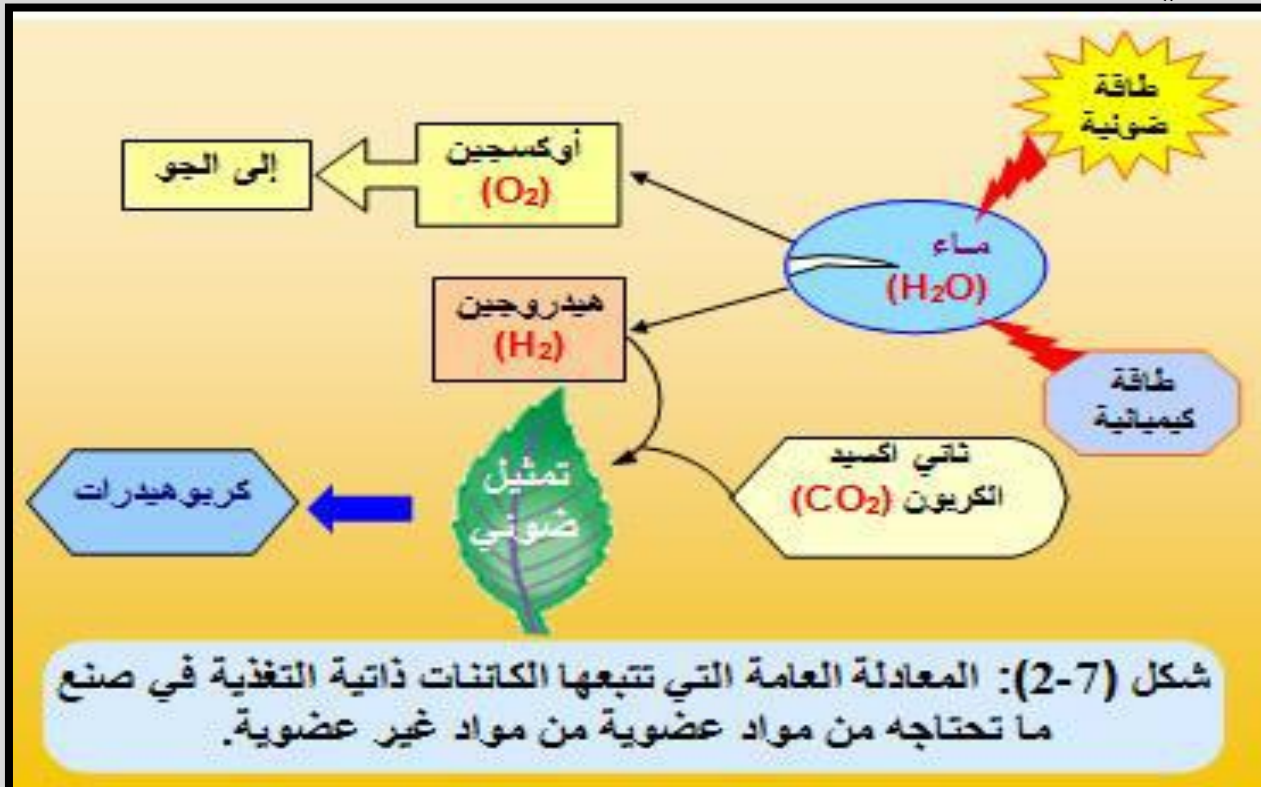 طاقة
ضوئية
أوكسجين
(O₂)
إلى الجو
مـاء
(H₂O)
هيدروجين
(H₂)
طاقة
كيميائية
ثاني اكسيد
الكربون (CO₂)
تمثيل
ضوئي
كربوهيدرات
شكل (7-2): المعادلة العامة التي تتبعها الكائنات ذاتية التغذية في صنع
ما تحتاجه من مواد عضوية من مواد غير عضوية.